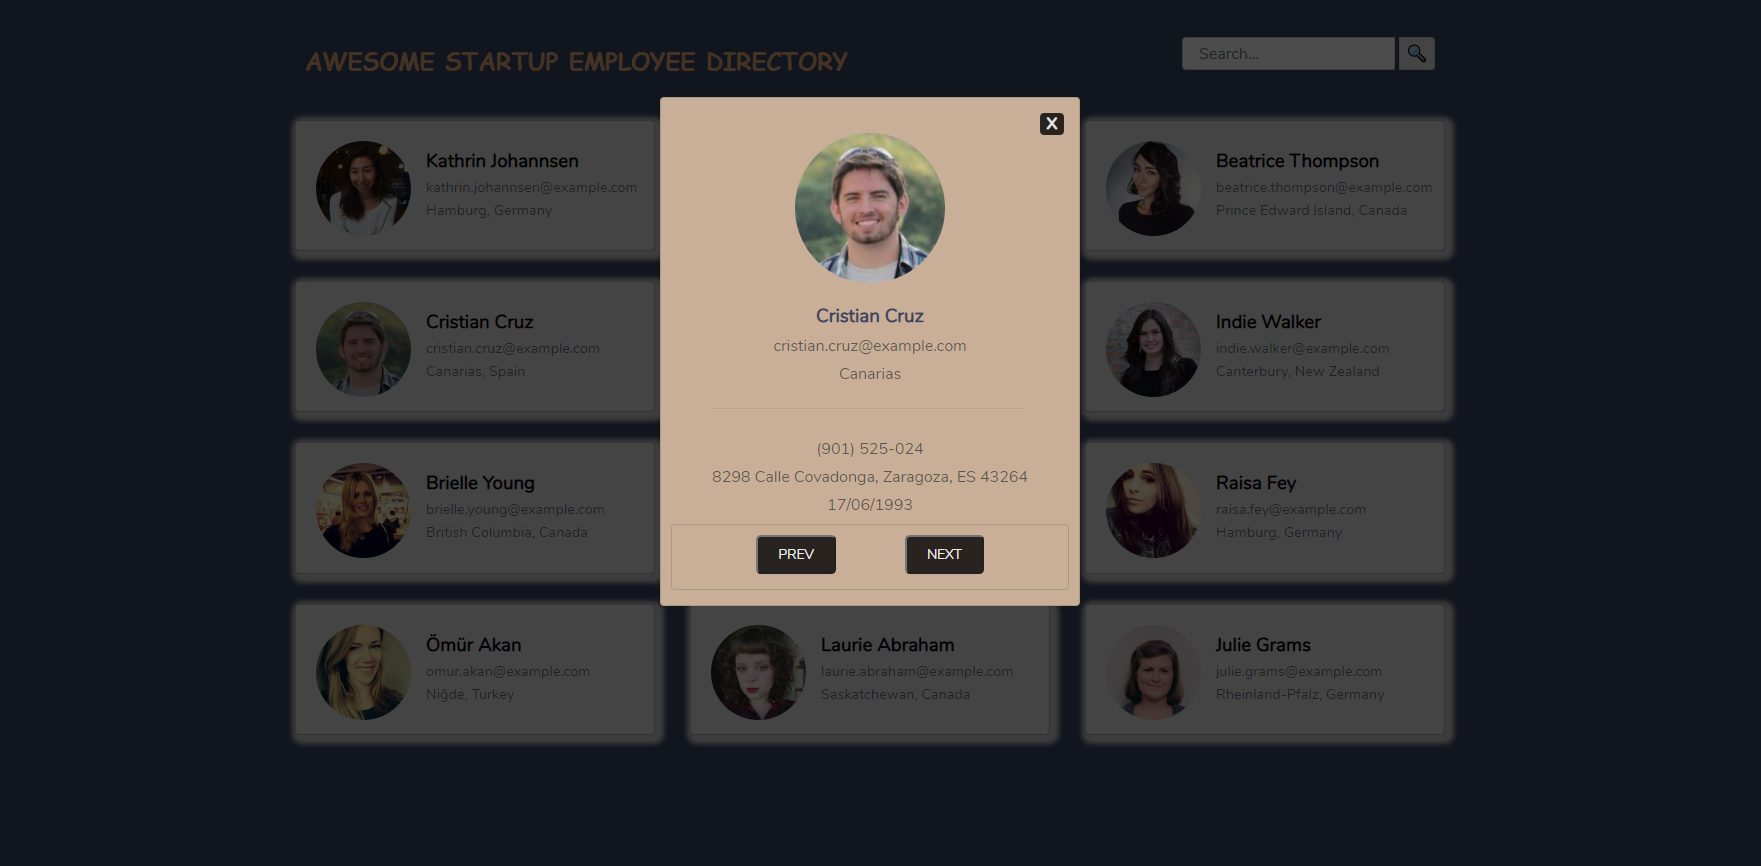 AWESOME STARTUP EMPLOYEE DIRECTORY
Search...
X
Kathrin Johannsen
kathrin.johannsen@example.com
Hamburg, Germany
Beatrice Thompson
beatrice.thompson@example.com
Prince Edward Island, Canada
Cristian Cruz
cristian.cruz@example.com
Canarias, Spain
Cristian Cruz
cristian.cruz@example.com
Canarias
(901) 525-024
8298 Calle Covadonga, Zaragoza, ES 43264
17/06/1993
PREV
NEXT
Indie Walker
indie.walker@example.com
Canterbury, New Zealand
Brielle Young
brielle.young@example.com
British Columbia, Canada
Raisa Fey
raisa.fey@example.com
Hamburg, Germany
Ömür Akan
omur.akan@example.com
Niğde, Turkey
Laurie Abraham
laurie.abraham@example.com
Saskatchewan, Canada
Julie Grams
julie.grams@example.com
Rheinland-Pfalz, Germany